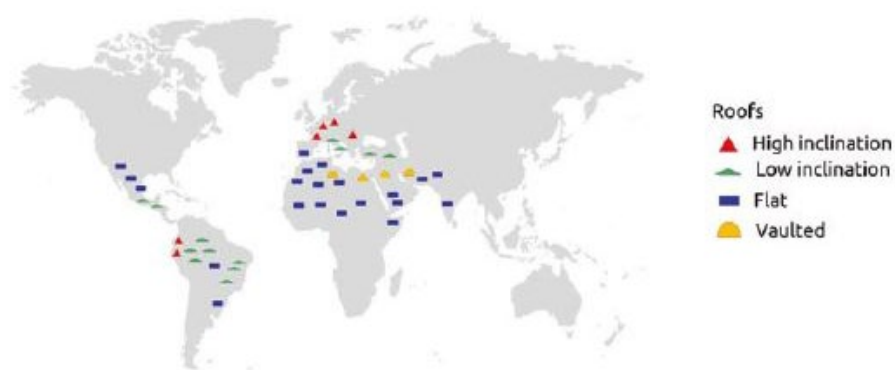 Roofs
High inclination
Low inclination
Flat
Vaulted